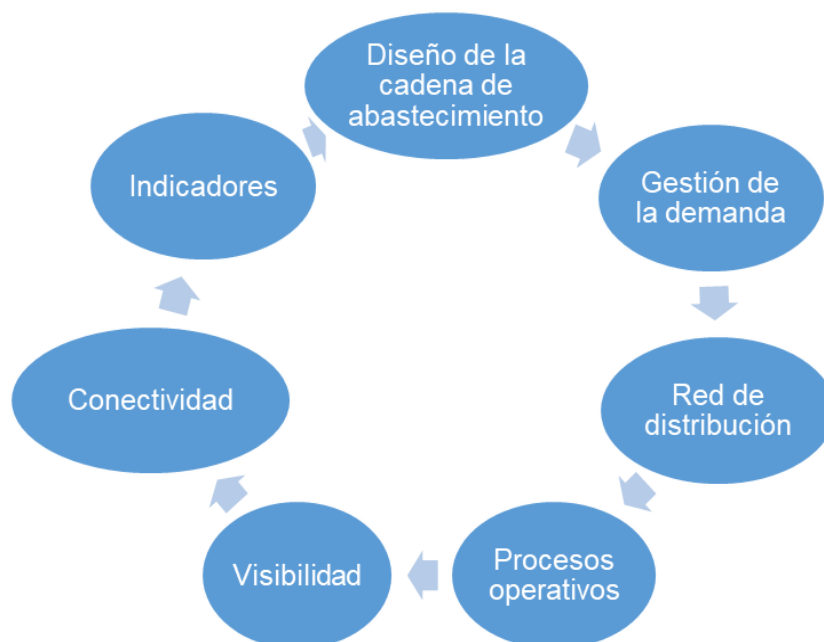 Diseño de la
cadena de
abastecimiento
Gestión de
la demanda
Red de
distribución
Procesos
operativos
Visibilidad
Conectividad
Indicadores